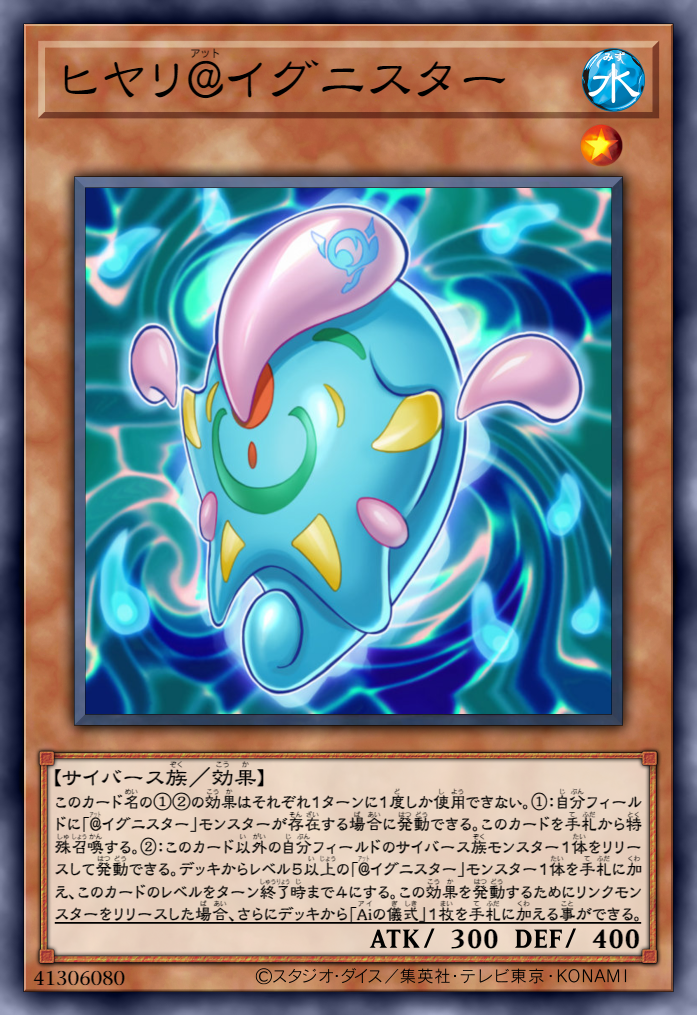 ヒヤリ@イグニスター
アット
水
みず
【サイバース族／効果】
このカード名の①②の効果はそれぞれ1ターンに1度しか使用できない。①：自分フィール
ドに「@イグニスター」モンスターが存在する場合に発動できる。このカードを手札から特
殊召喚する。②：このカード以外の自分フィールドのサイバース族モンスター1体をリリー
スして発動できる。デッキからレベル5以上の「@イグニスター」モンスター1体を手札に加
え、このカードのレベルをターン終了時まで4にする。この効果を発動するためにリンクモン
スターをリリースした場合、さらにデッキから「Aiの儀式」1枚を手札に加える事ができる。
ATK/ 300 DEF/ 400
41306080 ©スタジオ・ダイス／集英社・テレビ東京・KONAMI